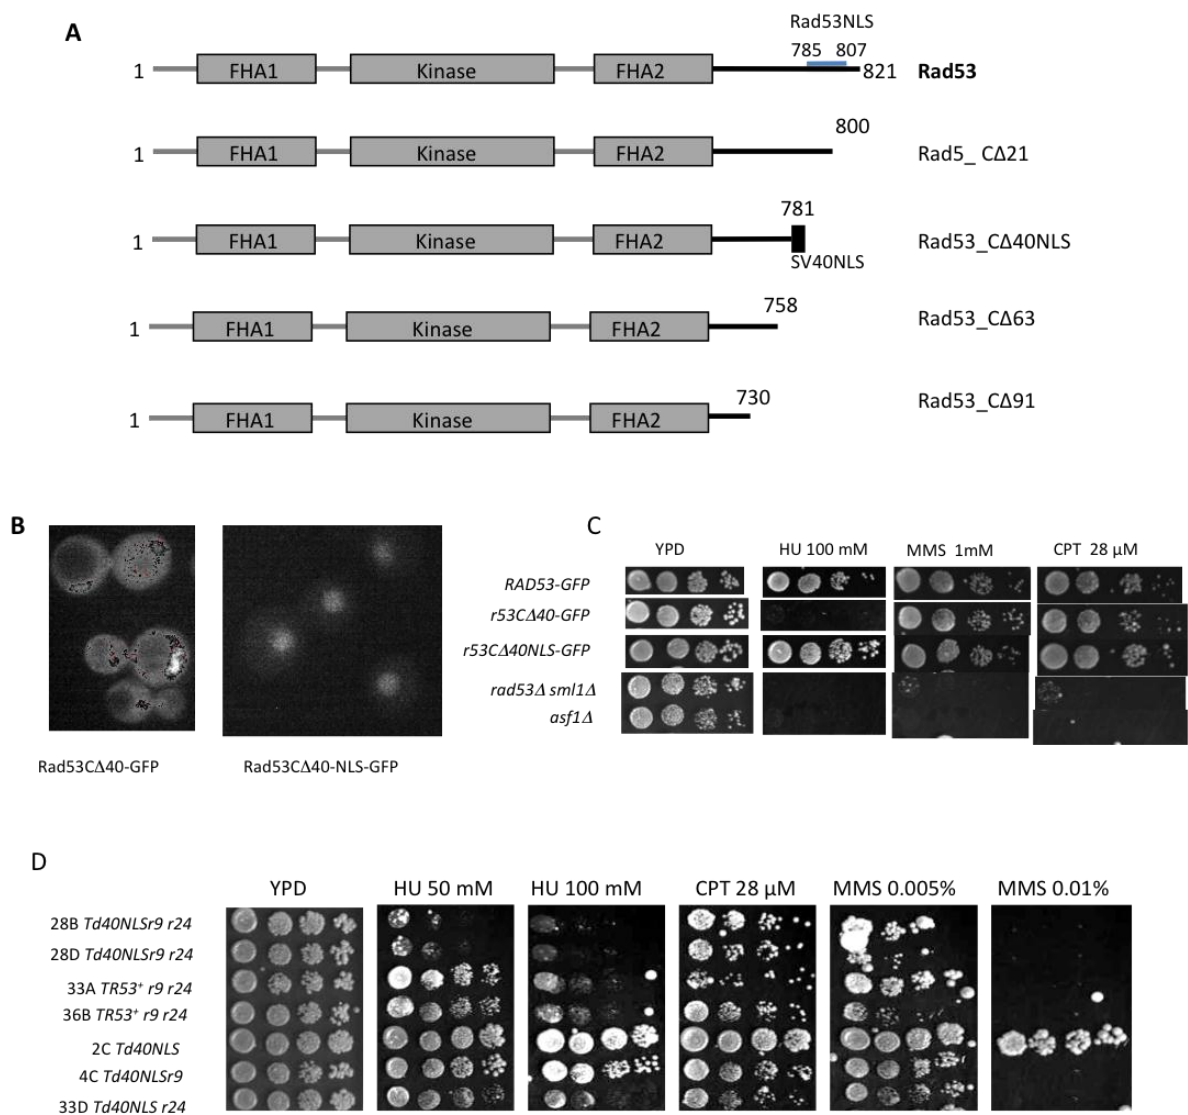 A
Rad53NLS
785 807
1 FHA1 Kinase FHA2 821 Rad53
800
1 FHA1 Kinase FHA2 Rad5_ CΔ21
781
1 FHA1 Kinase FHA2 Rad53_CΔ40NLS
SV40NLS
758
1 FHA1 Kinase FHA2 Rad53_CΔ63
730
1 FHA1 Kinase FHA2 Rad53_CΔ91
B
Rad53CΔ40-GFP Rad53CΔ40-NLS-GFP
C
YPD HU 100 mM MMS 1mM CPT 28 µM
RAD53-GFP
r53CΔ40-GFP
r53CΔ40NLS-GFP
rad53Δ sml1Δ
asf1Δ
D
YPD HU 50 mM HU 100 mM CPT 28 µM MMS 0.005% MMS 0.01%
28B Td40NLSr9 r24
28D Td40NLSr9 r24
33A TR53⁺ r9 r24
36B TR53⁺ r9 r24
2C Td40NLS
4C Td40NLSr9
33D Td40NLS r24